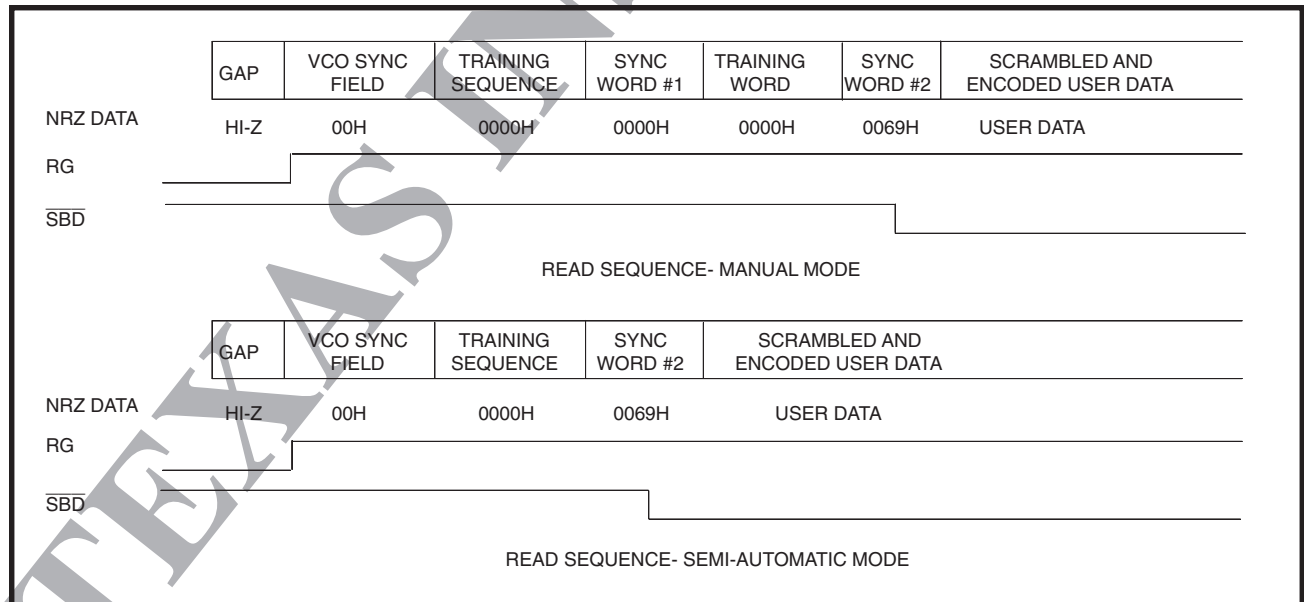 GAP
VCO SYNC FIELD
TRAINING SEQUENCE
SYNC WORD #1
TRAINING WORD
SYNC WORD #2
SCRAMBLED AND ENCODED USER DATA
NRZ DATA HI-Z 00H 0000H 0000H 0000H 0069H USER DATA
RG
SBD
READ SEQUENCE- MANUAL MODE
GAP
VCO SYNC FIELD
TRAINING SEQUENCE
SYNC WORD #2
SCRAMBLED AND ENCODED USER DATA
NRZ DATA HI-Z 00H 0000H 0069H USER DATA
RG
SBD
READ SEQUENCE- SEMI-AUTOMATIC MODE
TEXAS IN